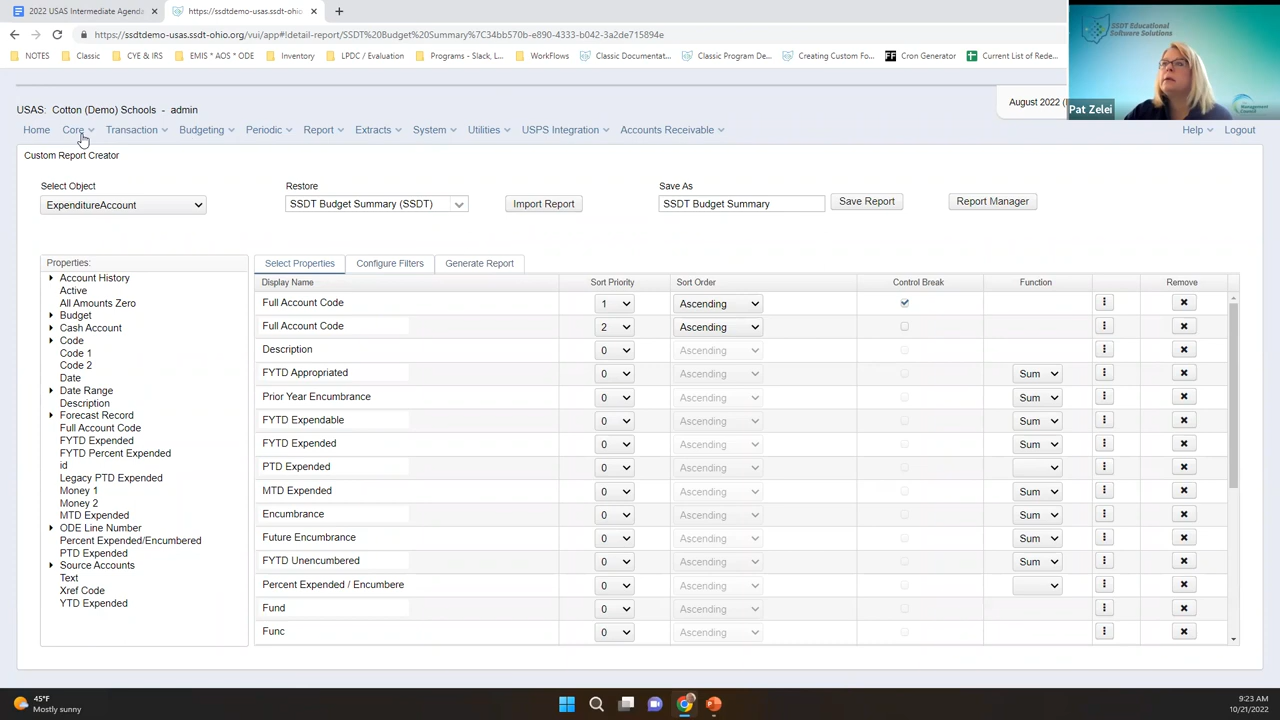 2022 USAS Intermediate Agenda
https://ssdtdemo-usas.ssdt-ohio
https://ssdtdemo-usas.ssdt-ohio.org/vui/app#!detail-report/SSDT%20Budge
e7c34bb570b-e890-4333-b042-3a2de715894e
NOTES Classic CYE & IRS EMIS * AOS * ODE Inventory LPDC / Evaluation Programs - Slack, L... WorkFlows Classic Documentat... Classic Program De... Creating Custom Fo... Cron Generator Current List of Rede...
SSDT Educational
Software Solutions
Pat Zelei
USAS: Cotton (Demo) Schools - admin
August 2022
Home Core Transaction Budgeting Periodic Report Extracts System Utilities USPS Integration Accounts Receivable Help Logout
Custom Report Creator
Select Object Restore Save As
ExpenditureAccount SSDT Budget Summary (SSDT) Import Report SSDT Budget Summary Save Report Report Manager
Properties:
Account History
Active
All Amounts Zero
Budget
Cash Account
Code
Code 1
Code 2
Date
Date Range
Description
Forecast Record
Full Account Code
FYTD Expended
FYTD Percent Expended
id
Legacy PTD Expended
Money 1
Money 2
MTD Expended
ODE Line Number
Percent Expended/Encumbered
PTD Expended
Source Accounts
Text
Xref Code
YTD Expended
Select Properties Configure Filters Generate Report
Display Name Sort Priority Sort Order Control Break Function Remove
Full Account Code 1 Ascending
Full Account Code 2 Ascending
Description 0 Ascending
FYTD Appropriated 0 Ascending Sum
Prior Year Encumbrance 0 Ascending Sum
FYTD Expendable 0 Ascending Sum
FYTD Expended 0 Ascending Sum
PTD Expended 0 Ascending
MTD Expended 0 Ascending Sum
Encumbrance 0 Ascending Sum
Future Encumbrance 0 Ascending Sum
FYTD Unencumbered 0 Ascending Sum
Percent Expended / Encumbere 0 Ascending
Fund 0 Ascending
Func 0 Ascending
45°F
Mostly sunny
9:23 AM
10/21/2022